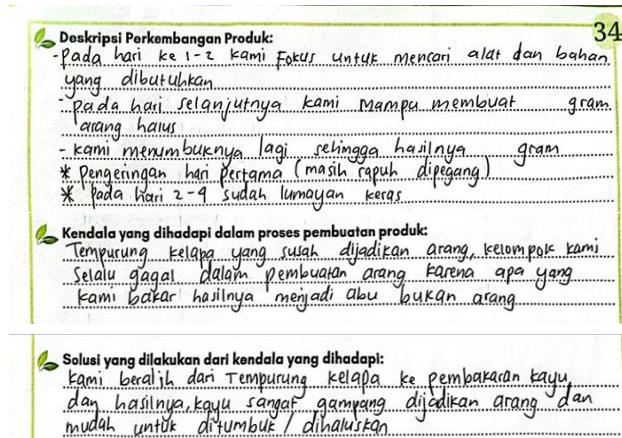 34
Deskripsi Perkembangan Produk:
-Pada hari ke 1-2 kami Fokus untuk mencari alat dan bahan
yang dibutuhkan
- pada hari selanjutnya kami mampu membuat gram
arang halus
- kami menumbuknya lagi sehingga hasilnya gram
* Pengeringan hari pertama (masih rapuh dipegang)
* Pada hari 2-4 sudah lumayan keras
Kendala yang dihadapi dalam proses pembuatan produk:
Tempurung kelapa yang susah dijadikan arang, kelompok kami
Selalu gagal dalam pembuatan arang karena apa yang
kami bakar hasilnya menjadi abu bukan arang
Solusi yang dilakukan dari kendala yang dihadapi:
kami beralih dari Tempurung kelapa ke pembakaran kayu
dan hasilnya, kayu sangat gampang dijadikan arang dan
mudah untuk ditumbuk / dihaluskan